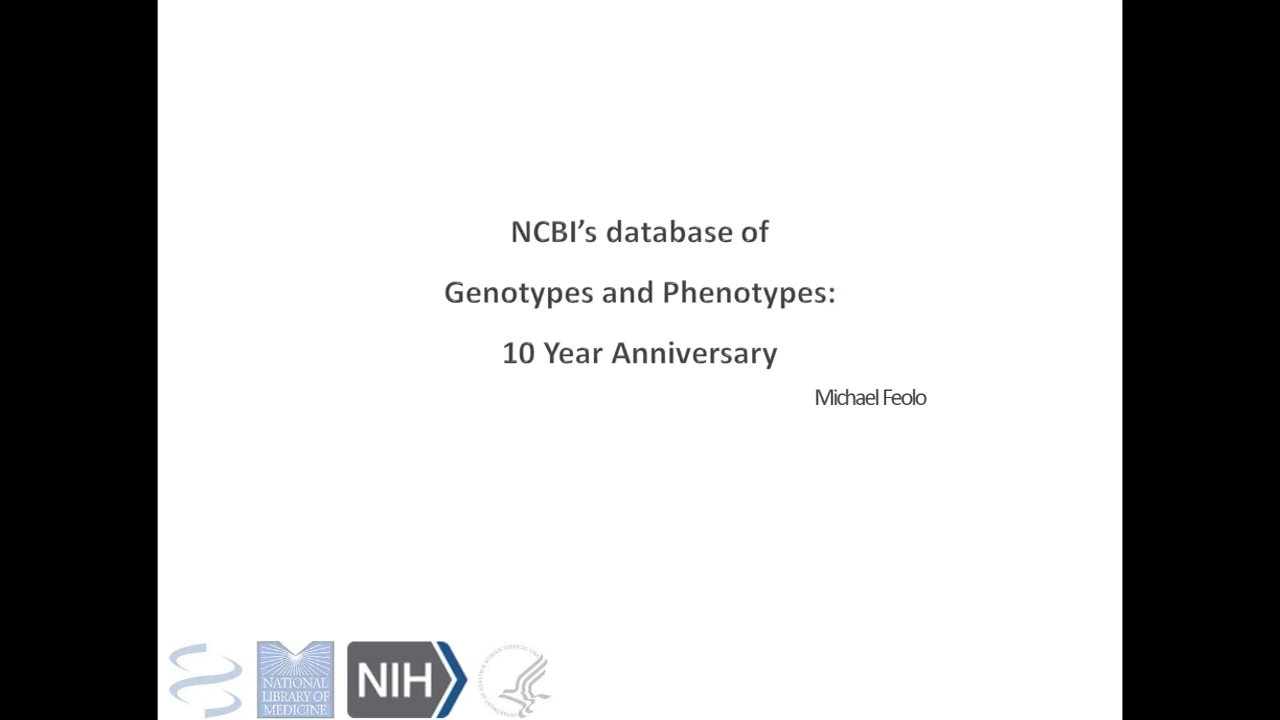 NCBI’s database of
Genotypes and Phenotypes:
10 Year Anniversary
Michael Feolo
NATIONAL
LIBRARY OF
MEDICINE
NIH